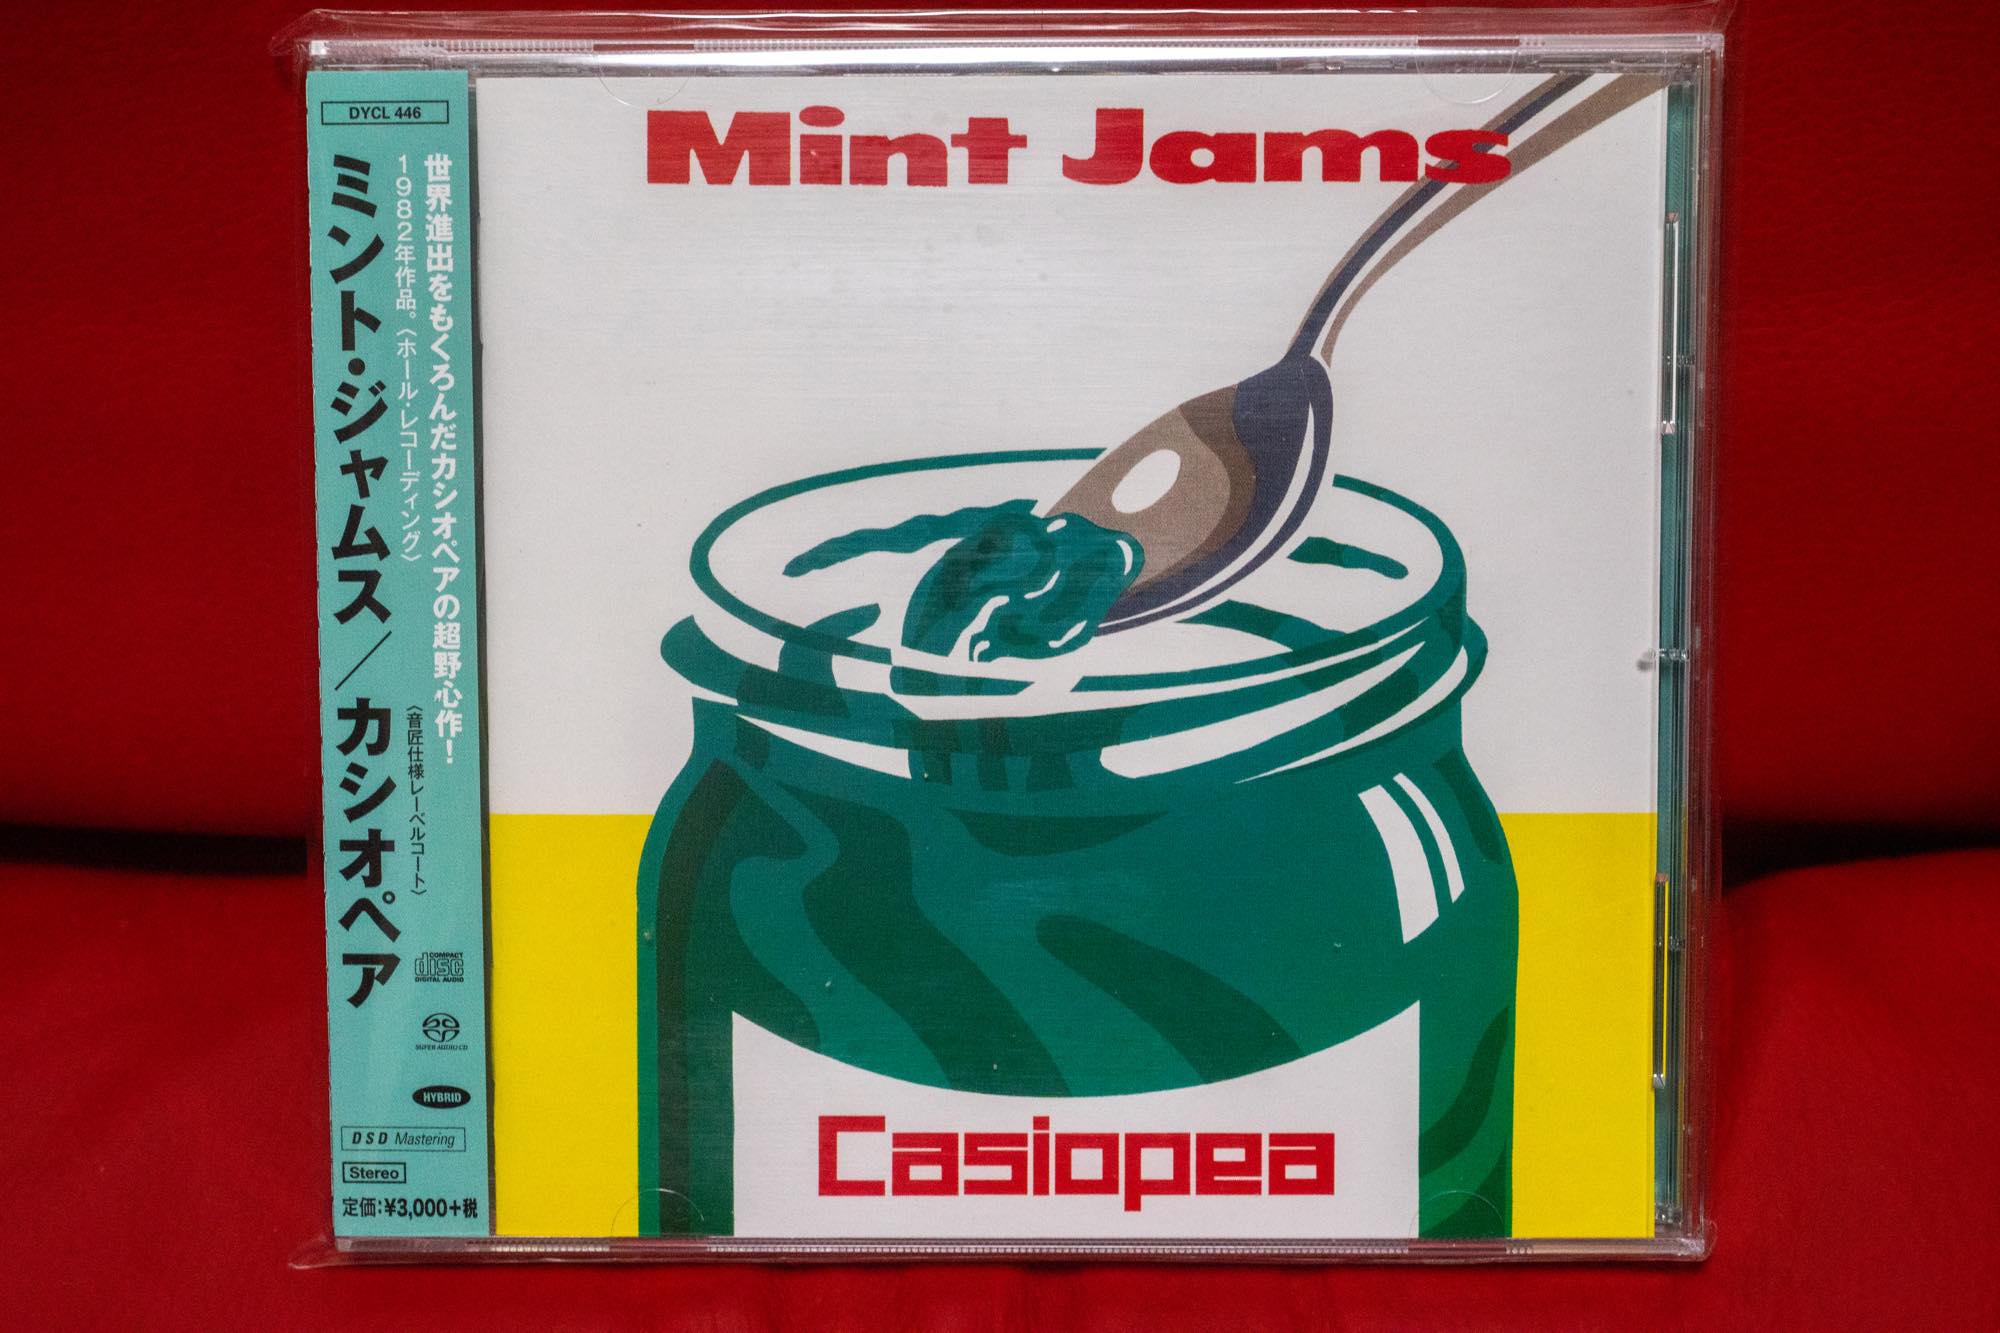 DYCL 446
世界進出をもくろんだカシオペアの超野心作！
1982年作品。〈ホール・レコーディング〉
〈音匠仕様レーベルコート〉
ミント・ジャムス／カシオペア
COMPACT
disc
DIGITAL AUDIO
SUPER AUDIO CD
HYBRID
DSD Mastering
Stereo
定価:¥3,000+税
Mint Jams
Casiopea